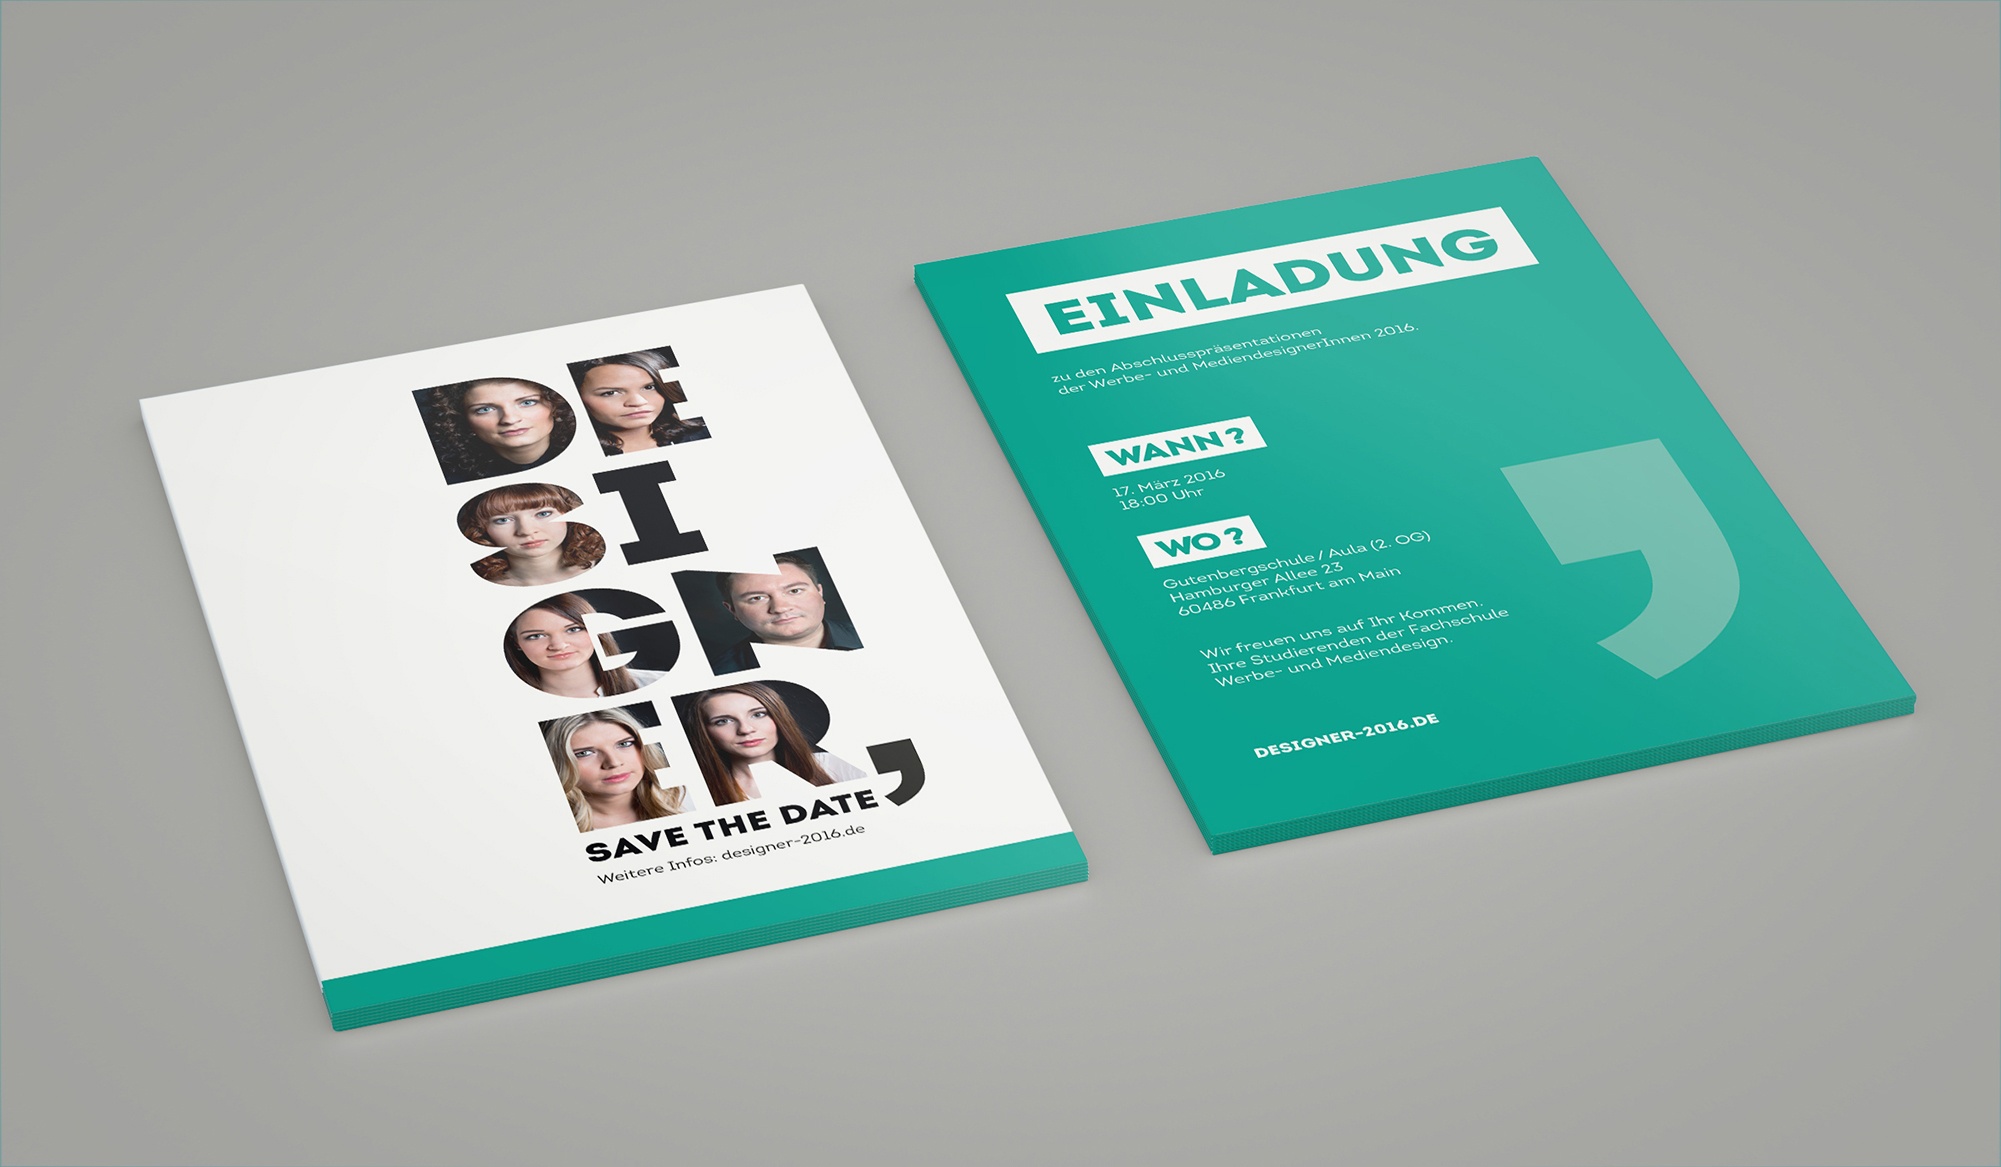 DE
SI
GN
ER,
SAVE THE DATE
Weitere Infos: designer-2016.de
EINLADUNG
zu den Abschlusspräsentationen
der Werbe- und MediendesignerInnen 2016.
WANN?
17. März 2016
18:00 Uhr
WO?
Gutenbergschule / Aula (2. OG)
Hamburger Allee 23
60486 Frankfurt am Main
Wir freuen uns auf Ihr Kommen.
Ihre Studierenden der Fachschule
Werbe- und Mediendesign.
DESIGNER-2016.DE